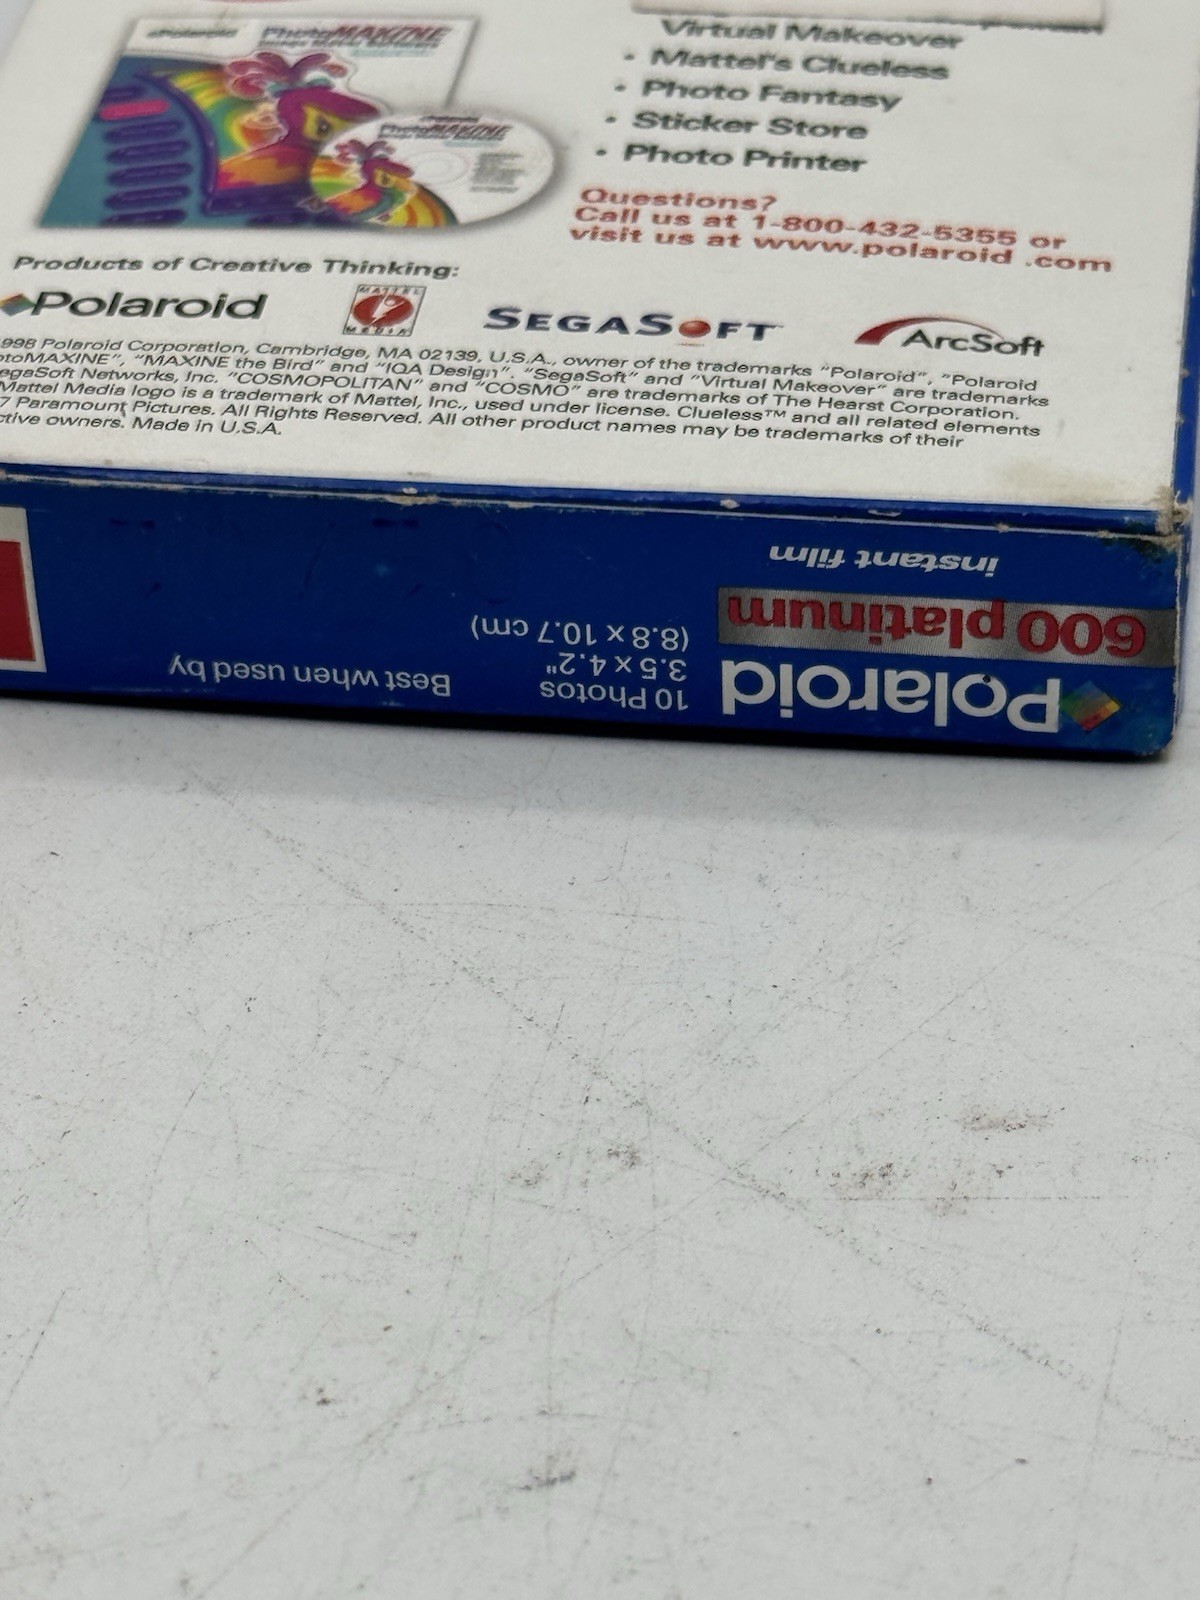 Polaroid
PhotoMAXINE
Virtual Makeover
• Mattel's Clueless
• Photo Fantasy
• Sticker Store
• Photo Printer
Questions?
Call us at 1-800-432-5355 or
visit us at www.polaroid .com
Products of Creative Thinking:
Polaroid
MATTEL
MEDIA
SEGASOFT
ArcSoft
998 Polaroid Corporation, Cambridge, MA 02139, U.S.A., owner of the trademarks "Polaroid", "Polaroid
otoMAXINE", "MAXINE the Bird" and "IQA Design". "SegaSoft" and "Virtual Makeover" are trademarks
egaSoft Networks, Inc. "COSMOPOLITAN" and "COSMO" are trademarks of The Hearst Corporation.
Mattel Media logo is a trademark of Mattel, Inc., used under license. Clueless™ and all related elements
7 Paramount Pictures. All Rights Reserved. All other product names may be trademarks of their
ctive owners. Made in U.S.A.
Polaroid
600 platinum
instant film
10 Photos
3.5 x 4.2"
(8.8 x 10.7 cm)
Best when used by